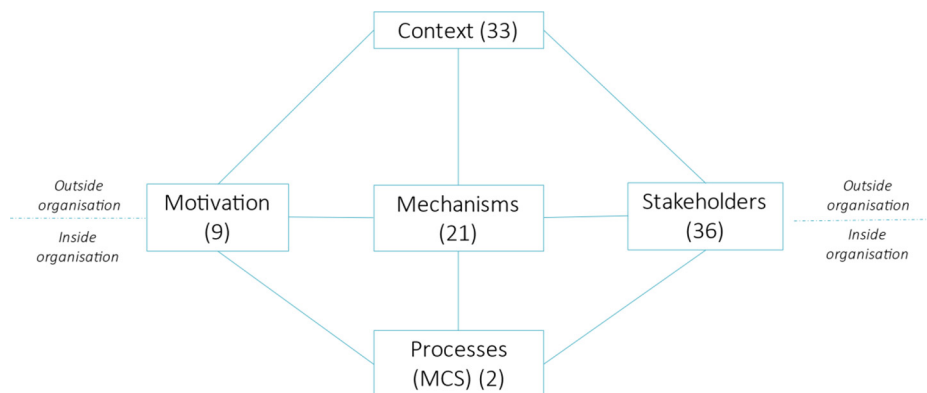 Context (33)
Outside
organisation
Inside
organisation
Motivation
(9)
Mechanisms
(21)
Stakeholders
(36)
Outside
organisation
Inside
organisation
Processes
(MCS) (2)